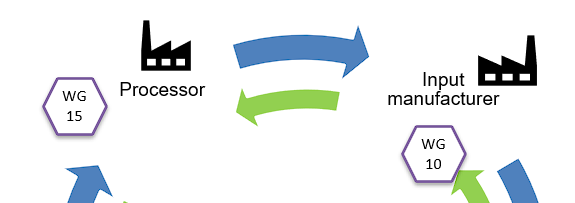 Processor
WG
15
Input
manufacturer
WG
10